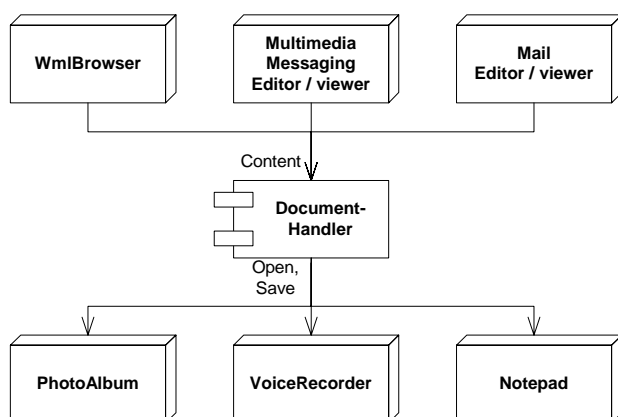 WmlBrowser
Multimedia
Messaging
Editor / viewer
Mail
Editor / viewer
Content
Document-
Handler
Open,
Save
PhotoAlbum
VoiceRecorder
Notepad